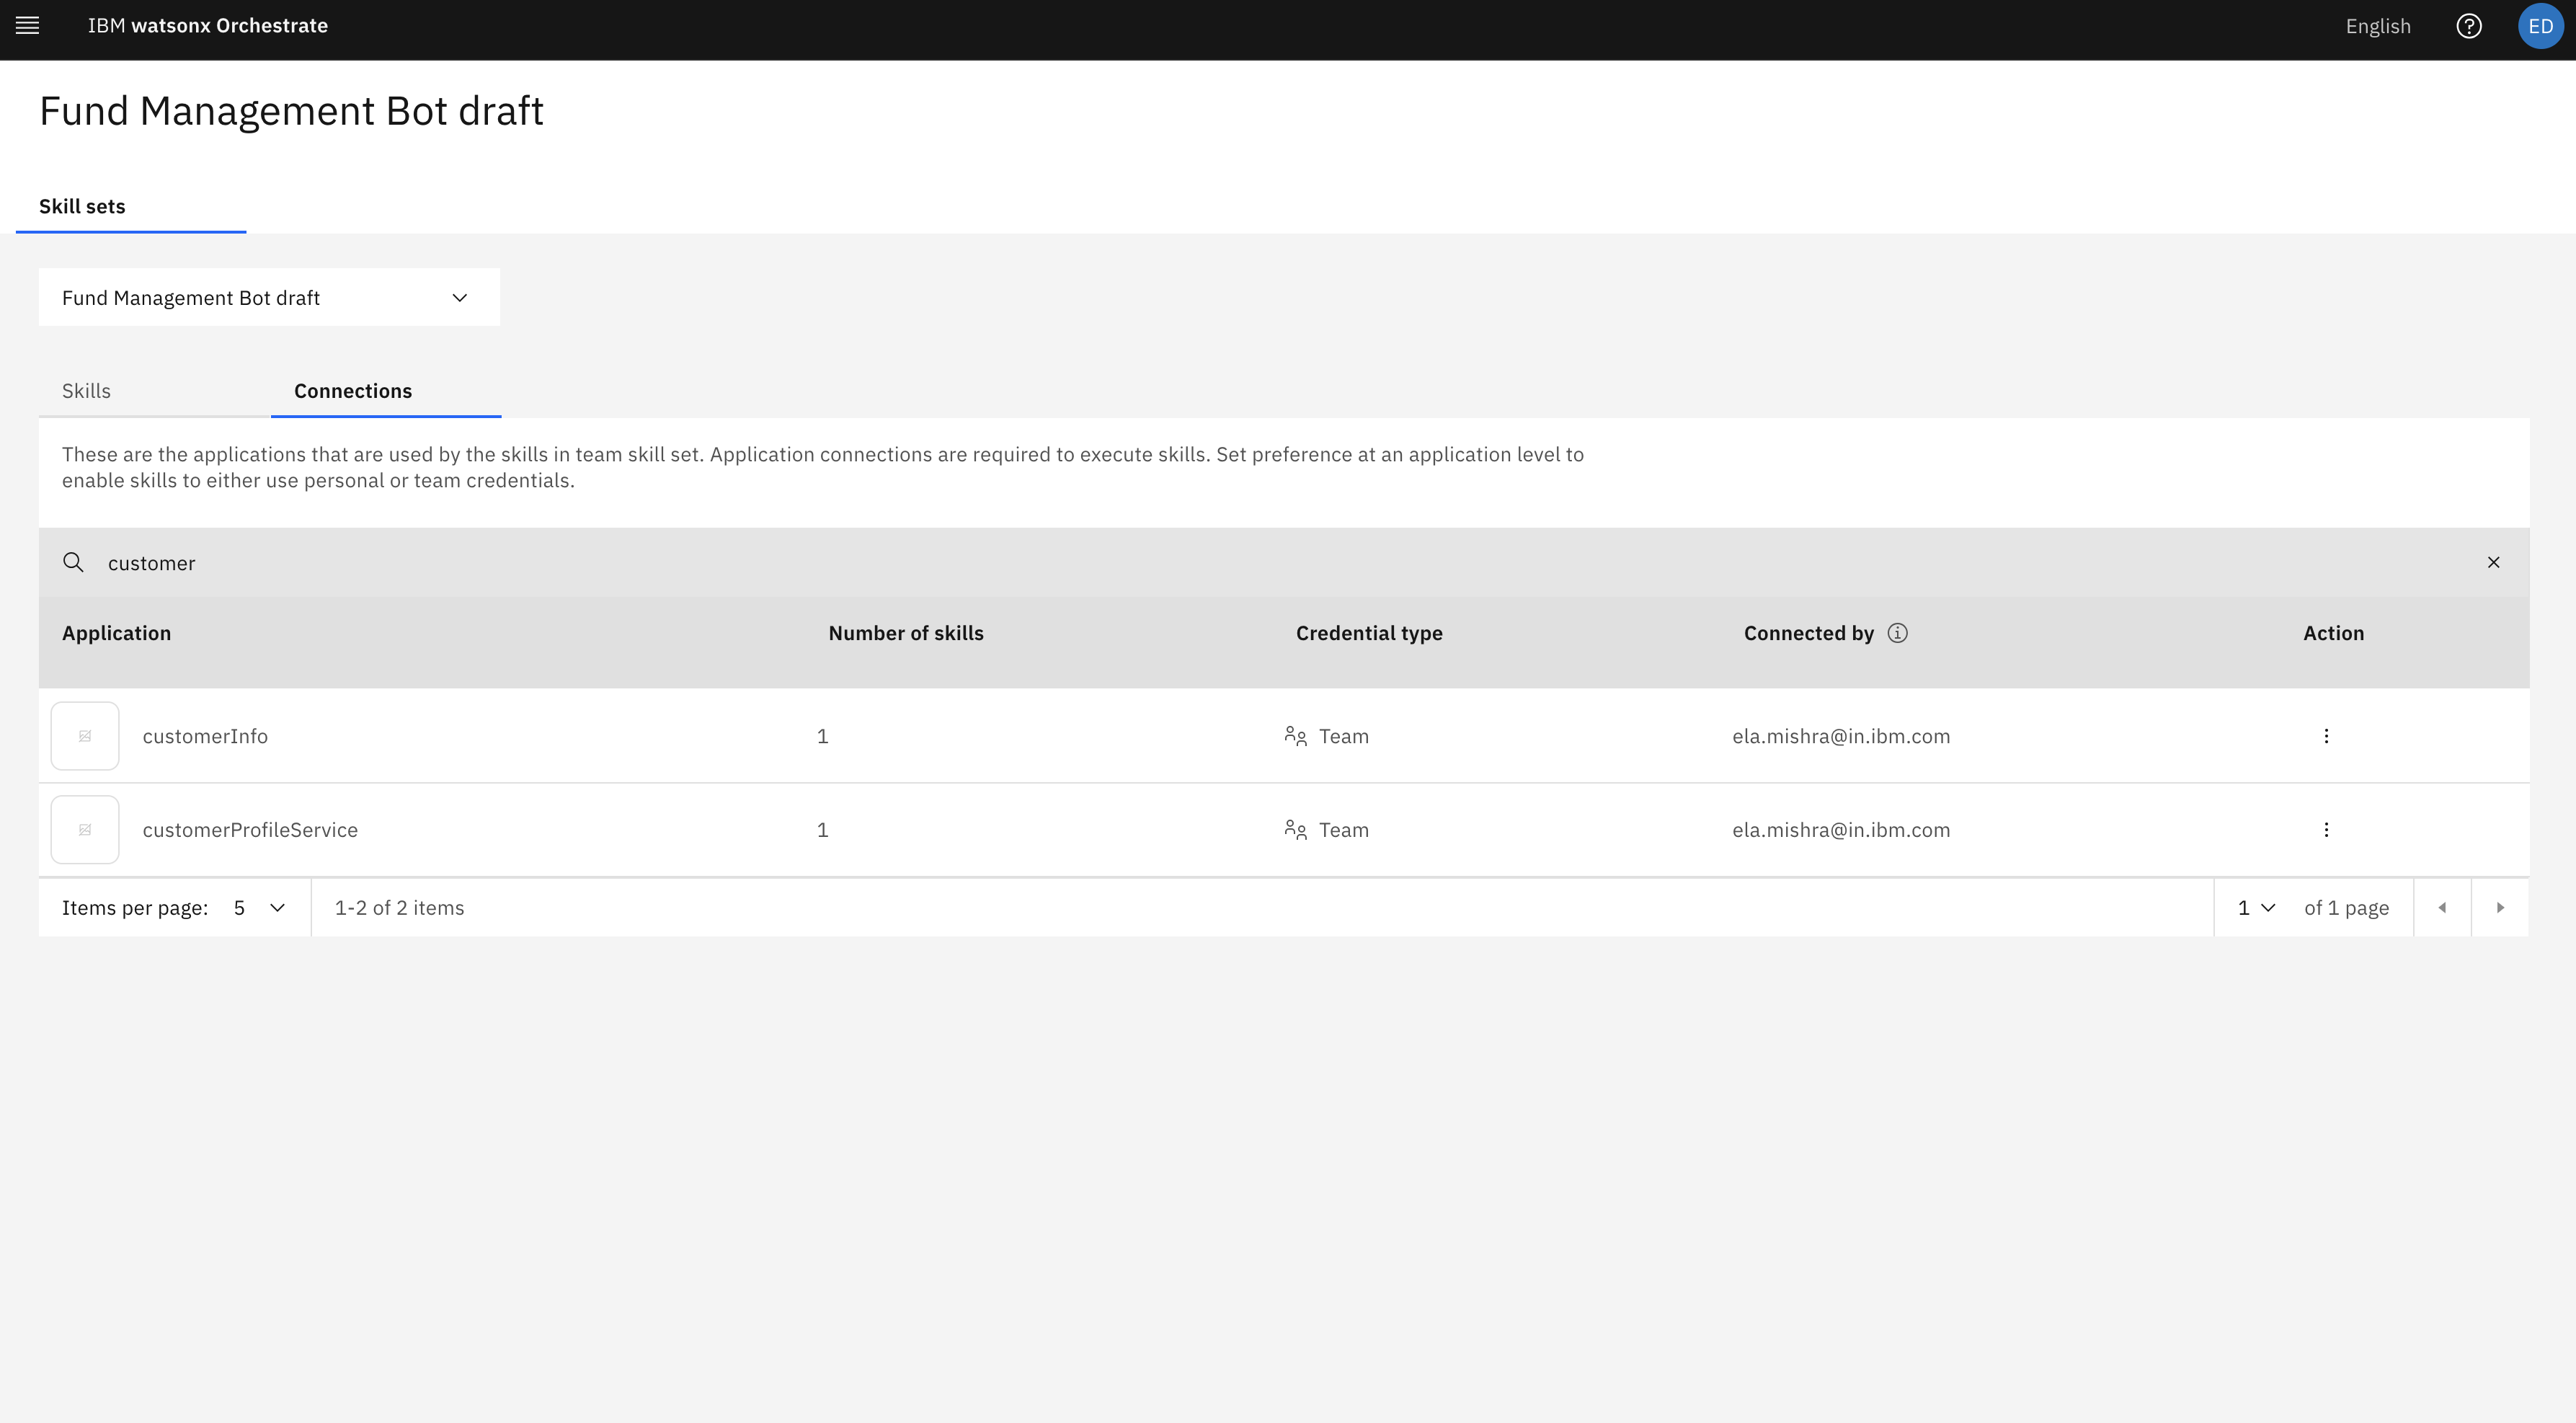 IBM watsonx Orchestrate
English
ED
Fund Management Bot draft
Skill sets
Fund Management Bot draft
Skills
Connections
These are the applications that are used by the skills in team skill set. Application connections are required to execute skills. Set preference at an application level to
enable skills to either use personal or team credentials.
customer
Application Number of skills Credential type Connected by Action
customerInfo 1 Team ela.mishra@in.ibm.com
customerProfileService 1 Team ela.mishra@in.ibm.com
Items per page: 5 1-2 of 2 items 1 of 1 page